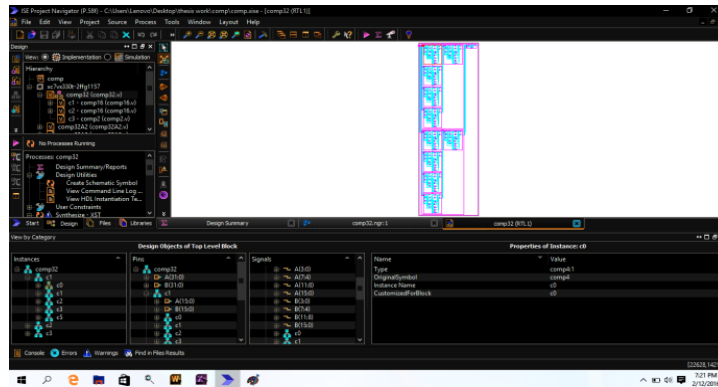 ISE Project Navigator (P.58f) - C:\Users\Lenovo\Desktop\thesis work\comp\comp.xise - [comp32 (RTL1)]
File Edit View Project Source Process Tools Window Layout Help
Design
View: Implementation Simulation
Hierarchy
comp
xc7vx330t-2ffg1157
comp32 (comp32.v)
c1 - comp16 (comp16.v)
c2 - comp16 (comp16.v)
c3 - comp2 (comp2.v)
comp32A2 (comp32A2.v)
No Processes Running
Processes: comp32
Design Summary/Reports
Design Utilities
Create Schematic Symbol
View Command Line Log ...
View HDL Instantiation Te...
User Constraints
Synthesize - XST
Start Design Files Libraries
Design Summary
comp32.ngr:1
comp32 (RTL1)
View by Category
Design Objects of Top Level Block
Properties of Instance: c0
Instances
comp32
c1
c0
c1
c2
c3
c5
c2
c3
Pins
comp32
A(31:0)
B(31:0)
c1
A(15:0)
B(15:0)
c0
c1
c2
c3
Signals
A(3:0)
A(7:4)
A(11:8)
A(15:0)
B(3:0)
B(7:4)
B(11:8)
B(15:0)
c0
c1
Name Value
Type comp4:1
OriginalSymbol comp4
Instance Name c0
CustomizedForBlock c0
Console Errors Warnings Find in Files Results
7:21 PM